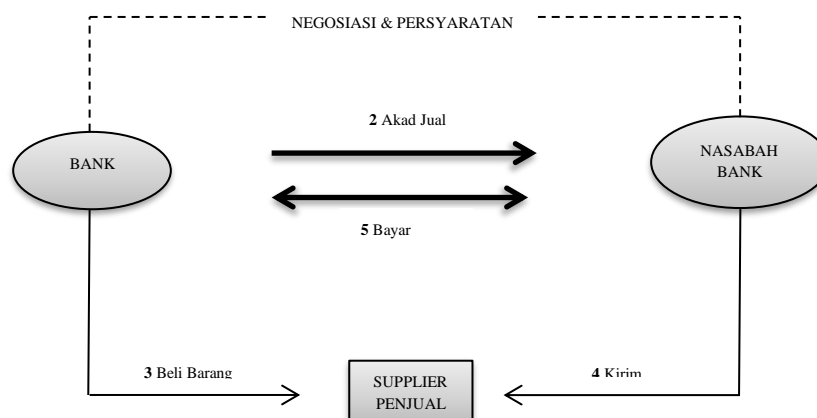 NEGOSIASI & PERSYARATAN
2 Akad Jual
BANK
NASABAH
BANK
5 Bayar
3 Beli Barang
4 Kirim
SUPPLIER
PENJUAL